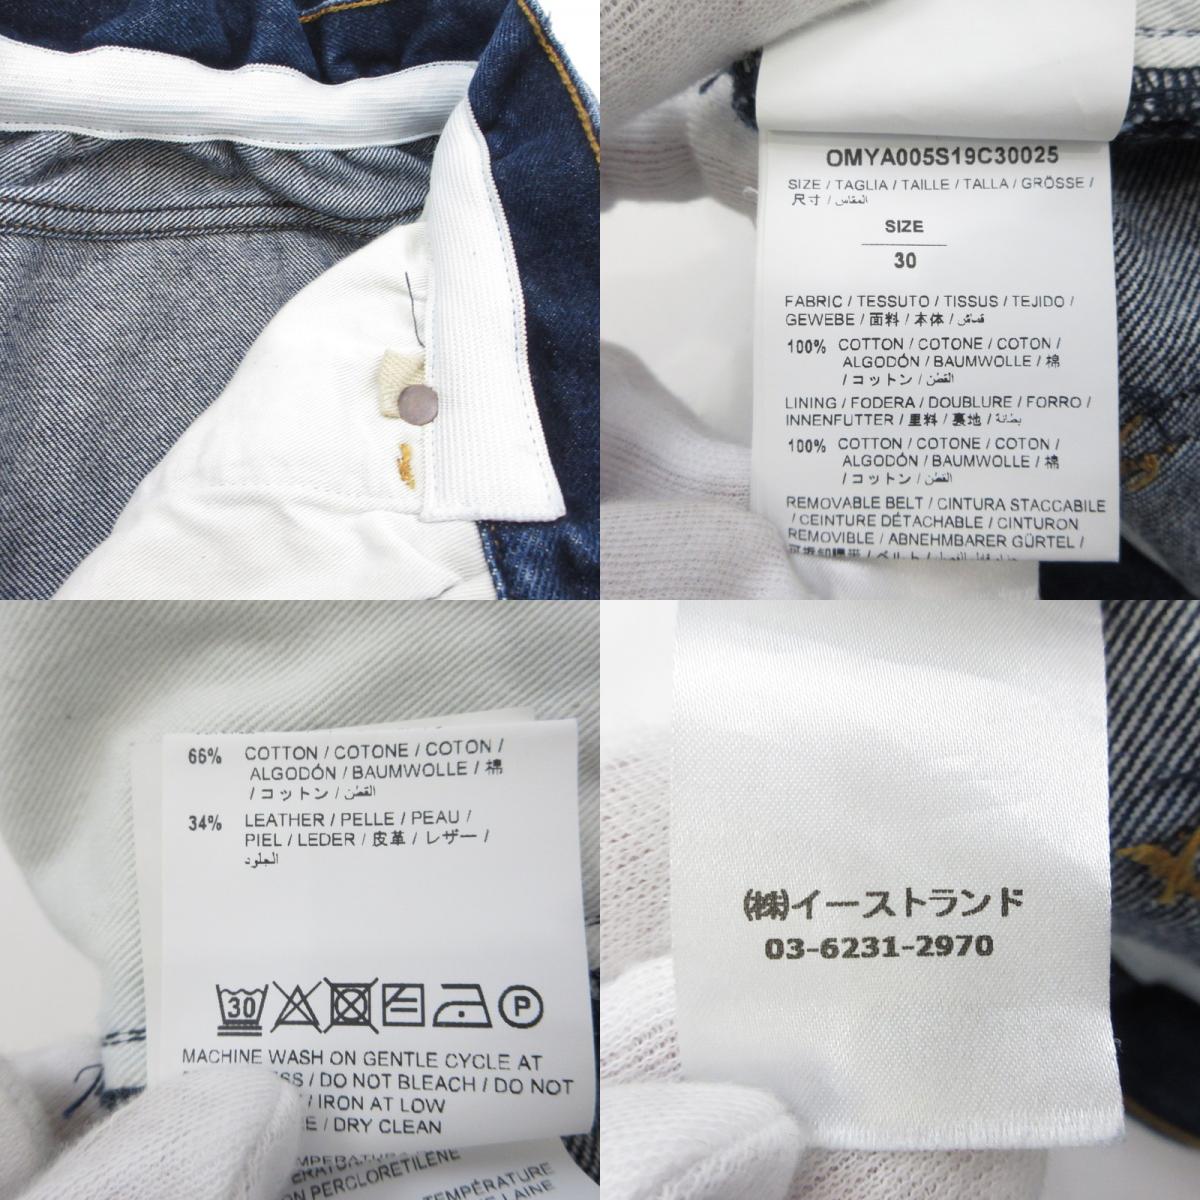 OMYA005S19C30025
SIZE / TAGLIA / TAILLE / TALLA / GRÖSSE /
尺寸 / المقاس /
SIZE
30
FABRIC / TESSUTO / TISSUS / TEJIDO /
GEWEBE / 面料 / 本体 / قماش
100% COTTON / COTONE / COTON /
ALGODÓN / BAUMWOLLE / 棉
/ コットン / القطن
LINING / FODERA / DOUBLURE / FORRO /
INNENFUTTER / 里料 / 裏地 / بطانة
100% COTTON / COTONE / COTON /
ALGODÓN / BAUMWOLLE / 棉
/ コットン / القطن
REMOVABLE BELT / CINTURA STACCABILE
/ CEINTURE DÉTACHABLE / CINTURON
REMOVIBLE / ABNEHMBARER GÜRTEL /
66% COTTON / COTONE / COTON /
ALGODÓN / BAUMWOLLE / 棉
/ コットン / القطن
34% LEATHER / PELLE / PEAU /
PIEL / LEDER / 皮革 / レザー /
الجلود
30 P
MACHINE WASH ON GENTLE CYCLE AT
/ DO NOT BLEACH / DO NOT
/ IRON AT LOW
/ DRY CLEAN
PERCLORETILENE
TEMPÉRATURE
LAINE
(株)イーストランド
03-6231-2970